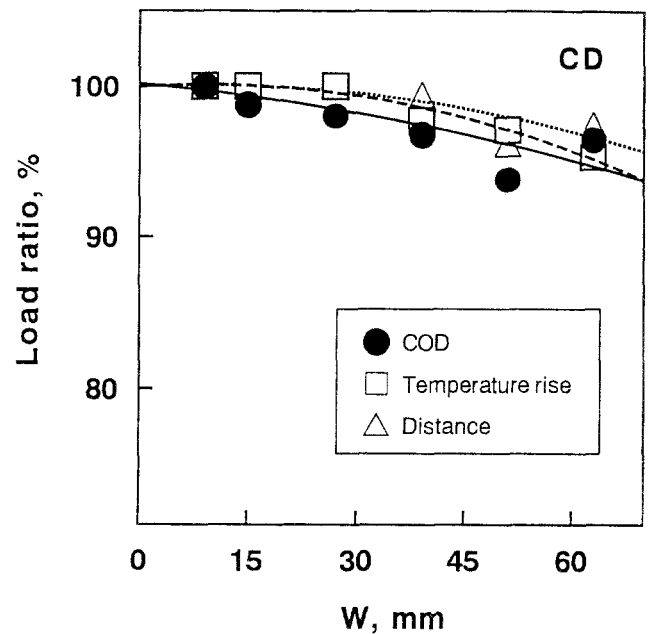 CD
Load ratio, %
100
90
80
COD
Temperature rise
Distance
0 15 30 45 60
W, mm